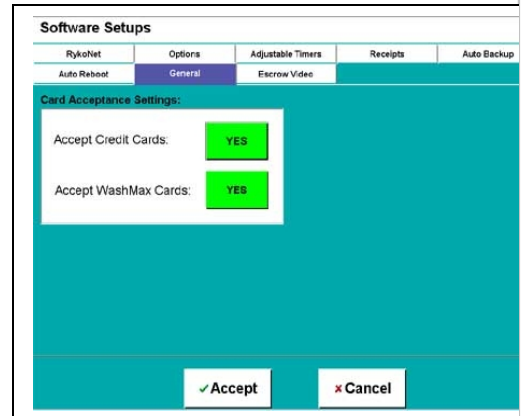 Software Setups
RykoNet Options Adjustable Timers Receipts Auto Backup
Auto Reboot General Escrow Video
Card Acceptance Settings:
Accept Credit Cards: YES
Accept WashMax Cards: YES
✓Accept ×Cancel